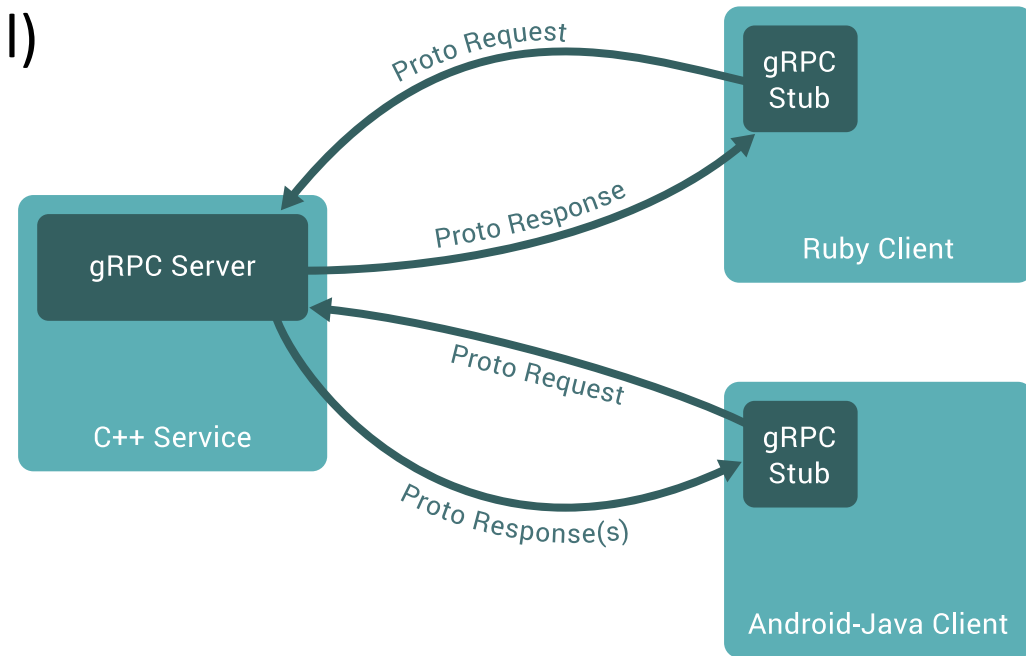 l)
Proto Request
gRPC
Stub
Proto Response
Ruby Client
gRPC Server
C++ Service
Proto Request
gRPC
Stub
Proto Response(s)
Android-Java Client